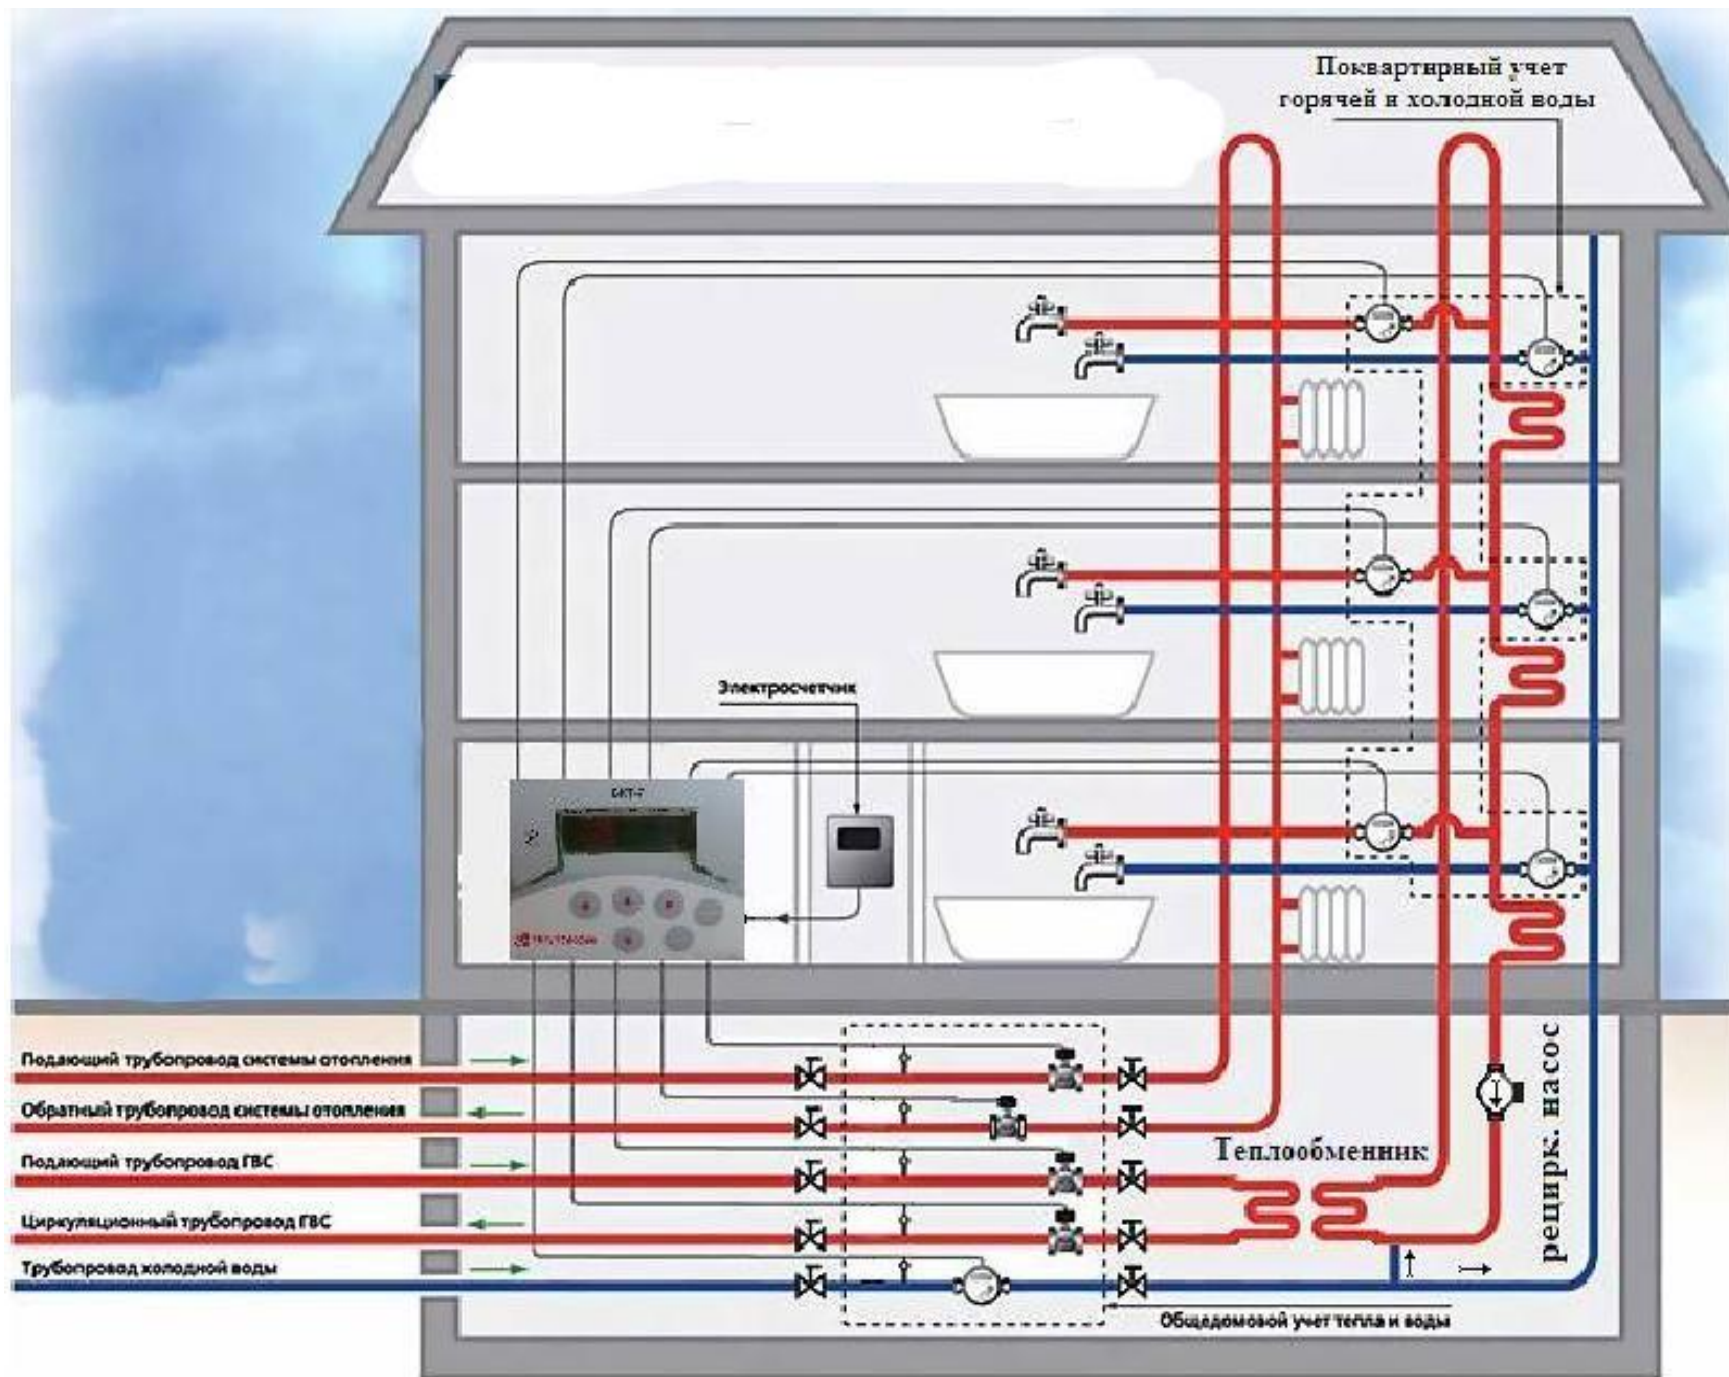 Поквартирный учет
горячей и холодной воды
Электросчетчик
Подающий трубопровод системы отопления
Обратный трубопровод системы отопления
Подающий трубопровод ГВС
Циркуляционный трубопровод ГВС
Трубопровод холодной воды
Теплообменник
рецирк. насос
Общедомовой учет тепла и воды